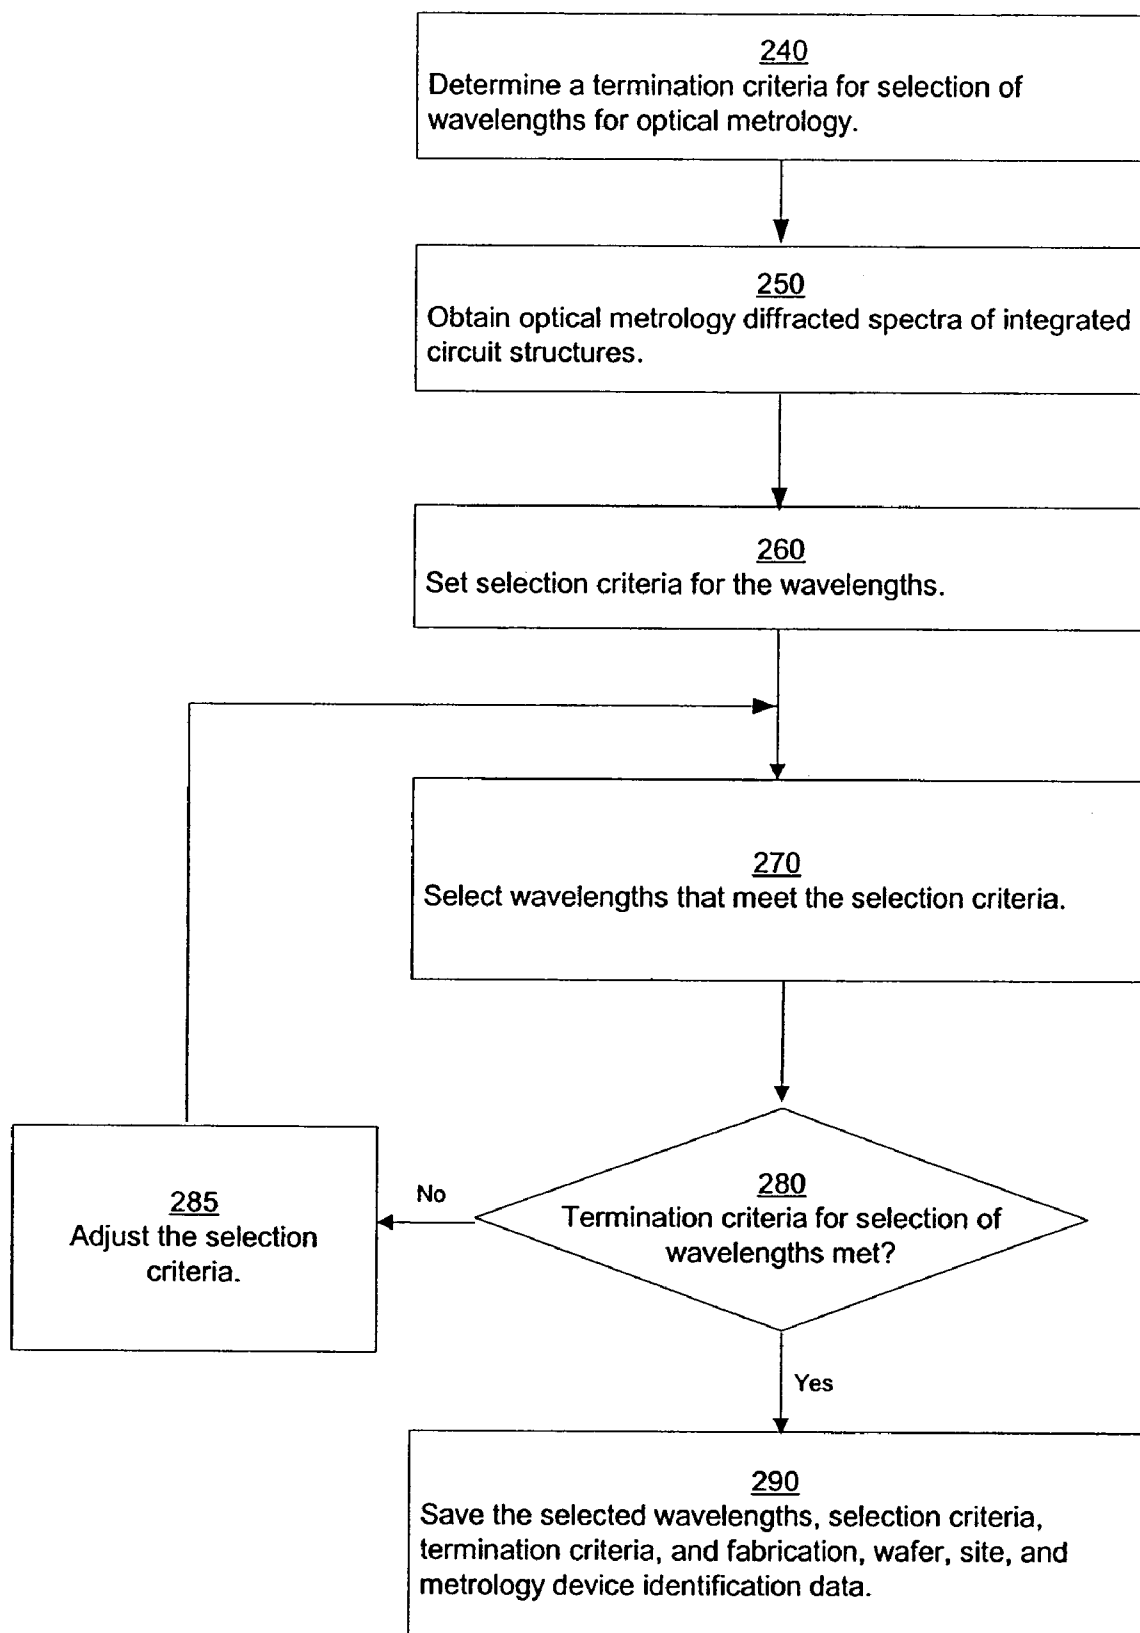 240
Determine a termination criteria for selection of
wavelengths for optical metrology.
250
Obtain optical metrology diffracted spectra of integrated
circuit structures.
260
Set selection criteria for the wavelengths.
270
Select wavelengths that meet the selection criteria.
280
Termination criteria for selection of
wavelengths met?
No
285
Adjust the selection
criteria.
Yes
290
Save the selected wavelengths, selection criteria,
termination criteria, and fabrication, wafer, site, and
metrology device identification data.